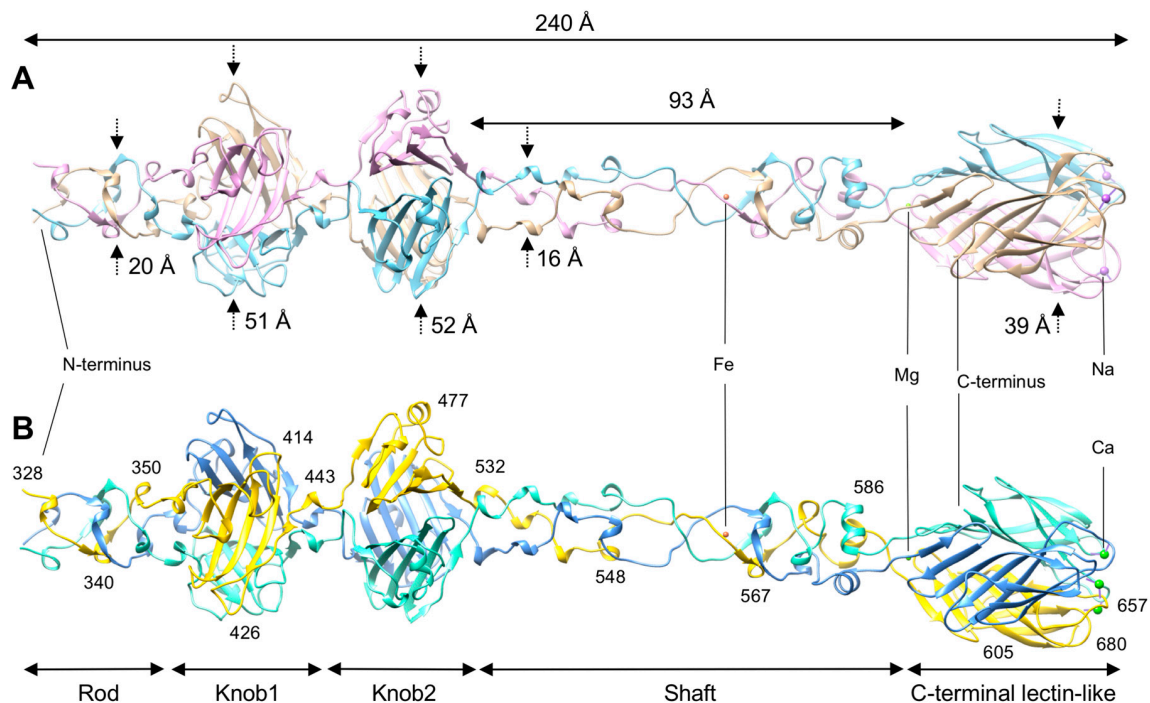 240 Å
A
93 Å
20 Å
16 Å
51 Å
52 Å
39 Å
N-terminus
Fe
Mg
C-terminus
Na
B
477
414
Ca
328
350
443
532
586
340
548
567
657
426
605
680
Rod
Knob1
Knob2
Shaft
C-terminal lectin-like